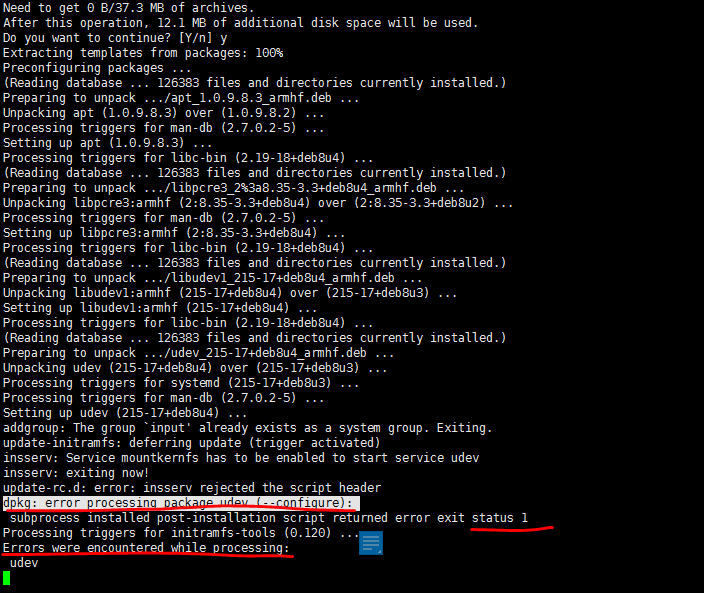 Need to get 0 B/37.3 MB of archives.
After this operation, 12.1 MB of additional disk space will be used.
Do you want to continue? [Y/n] y
Extracting templates from packages: 100%
Preconfiguring packages ...
(Reading database ... 126383 files and directories currently installed.)
Preparing to unpack .../apt_1.0.9.8.3_armhf.deb ...
Unpacking apt (1.0.9.8.3) over (1.0.9.8.2) ...
Processing triggers for man-db (2.7.0.2-5) ...
Setting up apt (1.0.9.8.3) ...
Processing triggers for libc-bin (2.19-18+deb8u4) ...
(Reading database ... 126383 files and directories currently installed.)
Preparing to unpack .../libpcre3_2%3a8.35-3.3+deb8u4_armhf.deb ...
Unpacking libpcre3:armhf (2:8.35-3.3+deb8u4) over (2:8.35-3.3+deb8u2) ...
Processing triggers for man-db (2.7.0.2-5) ...
Setting up libpcre3:armhf (2:8.35-3.3+deb8u4) ...
Processing triggers for libc-bin (2.19-18+deb8u4) ...
(Reading database ... 126383 files and directories currently installed.)
Preparing to unpack .../libudev1_215-17+deb8u4_armhf.deb ...
Unpacking libudev1:armhf (215-17+deb8u4) over (215-17+deb8u3) ...
Setting up libudev1:armhf (215-17+deb8u4) ...
Processing triggers for libc-bin (2.19-18+deb8u4) ...
(Reading database ... 126383 files and directories currently installed.)
Preparing to unpack .../udev_215-17+deb8u4_armhf.deb ...
Unpacking udev (215-17+deb8u4) over (215-17+deb8u3) ...
Processing triggers for systemd (215-17+deb8u3) ...
Processing triggers for man-db (2.7.0.2-5) ...
Setting up udev (215-17+deb8u4) ...
addgroup: The group `input' already exists as a system group. Exiting.
update-initramfs: deferring update (trigger activated)
insserv: Service mountkernfs has to be enabled to start service udev
insserv: exiting now!
update-rc.d: error: insserv rejected the script header
dpkg: error processing package udev (--configure):
subprocess installed post-installation script returned error exit status 1
Processing triggers for initramfs-tools (0.120) ...
Errors were encountered while processing:
udev